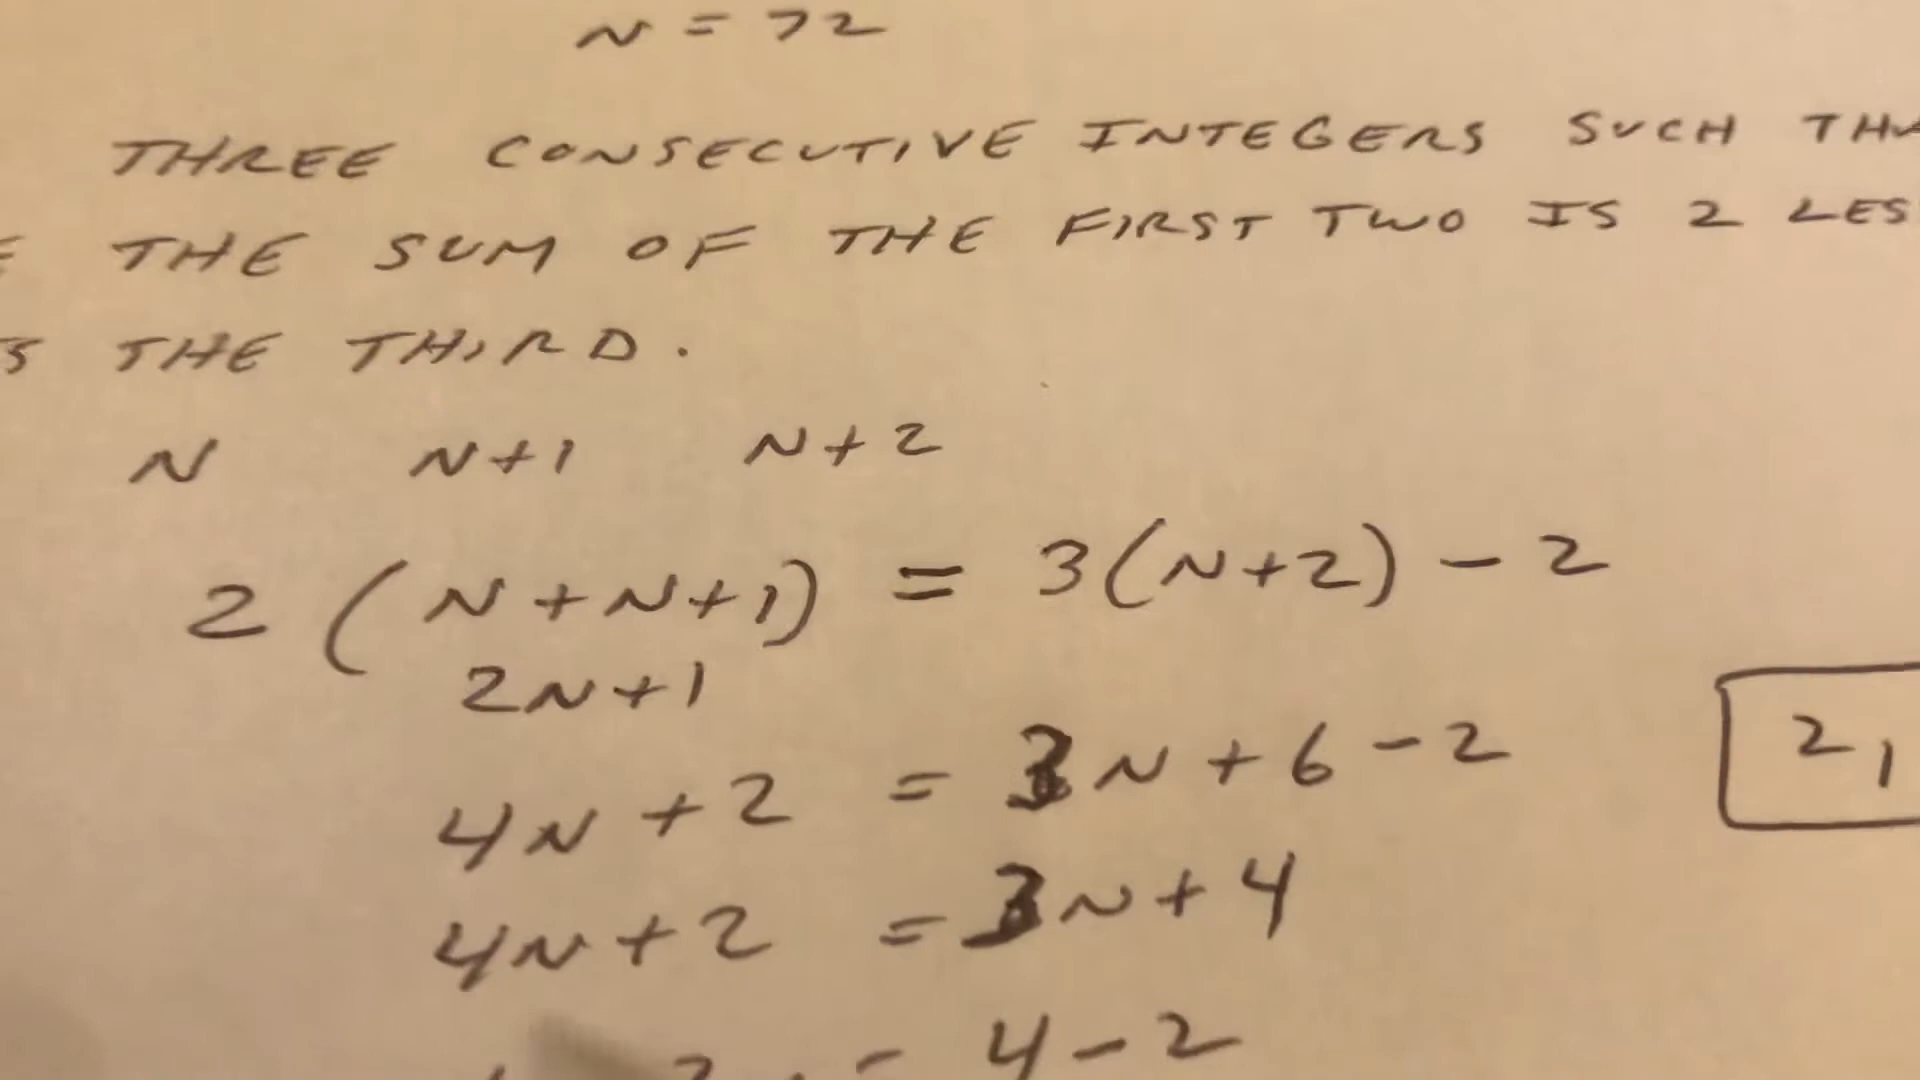 N = 72
THREE CONSECUTIVE INTEGERS SUCH
THE SUM OF THE FIRST TWO IS 2
THE THIRD.
N N+1 N+2
2 (N+N+1) = 3(N+2) - 2
2N+1
4N + 2 = 3N + 6 - 2
2,
4N + 2 = 3N + 4
4 - 2